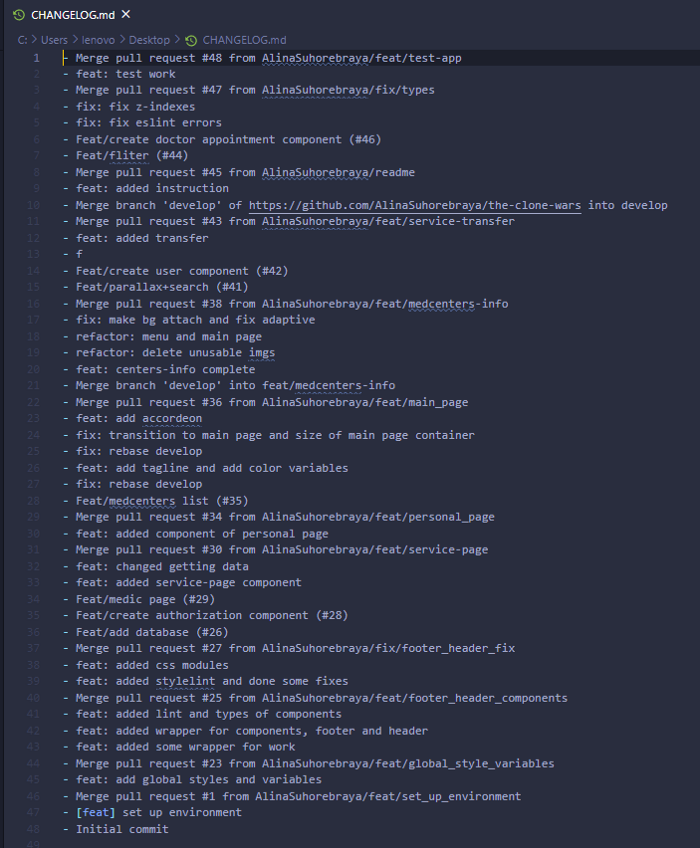 CHANGELOG.md ×
C: > Users > lenovo > Desktop > CHANGELOG.md
1 - Merge pull request #48 from AlinaSuhorebraya/feat/test-app
2 - feat: test work
3 - Merge pull request #47 from AlinaSuhorebraya/fix/types
4 - fix: fix z-indexes
5 - fix: fix eslint errors
6 - Feat/create doctor appointment component (#46)
7 - Feat/fliter (#44)
8 - Merge pull request #45 from AlinaSuhorebraya/readme
9 - feat: added instruction
10 - Merge branch 'develop' of https://github.com/AlinaSuhorebraya/the-clone-wars into develop
11 - Merge pull request #43 from AlinaSuhorebraya/feat/service-transfer
12 - feat: added transfer
13 - f
14 - Feat/create user component (#42)
15 - Feat/parallax+search (#41)
16 - Merge pull request #38 from AlinaSuhorebraya/feat/medcenters-info
17 - fix: make bg attach and fix adaptive
18 - refactor: menu and main page
19 - refactor: delete unusable imgs
20 - feat: centers-info complete
21 - Merge branch 'develop' into feat/medcenters-info
22 - Merge pull request #36 from AlinaSuhorebraya/feat/main_page
23 - feat: add accordeon
24 - fix: transition to main page and size of main page container
25 - fix: rebase develop
26 - feat: add tagline and add color variables
27 - fix: rebase develop
28 - Feat/medcenters list (#35)
29 - Merge pull request #34 from AlinaSuhorebraya/feat/personal_page
30 - feat: added component of personal page
31 - Merge pull request #30 from AlinaSuhorebraya/feat/service-page
32 - feat: changed getting data
33 - feat: added service-page component
34 - Feat/medic page (#29)
35 - Feat/create authorization component (#28)
36 - Feat/add database (#26)
37 - Merge pull request #27 from AlinaSuhorebraya/fix/footer_header_fix
38 - feat: added css modules
39 - feat: added stylelint and done some fixes
40 - Merge pull request #25 from AlinaSuhorebraya/feat/footer_header_components
41 - feat: added lint and types of components
42 - feat: added wrapper for components, footer and header
43 - feat: added some wrapper for work
44 - Merge pull request #23 from AlinaSuhorebraya/feat/global_style_variables
45 - feat: add global styles and variables
46 - Merge pull request #1 from AlinaSuhorebraya/feat/set_up_environment
47 - [feat] set up environment
48 - Initial commit
49